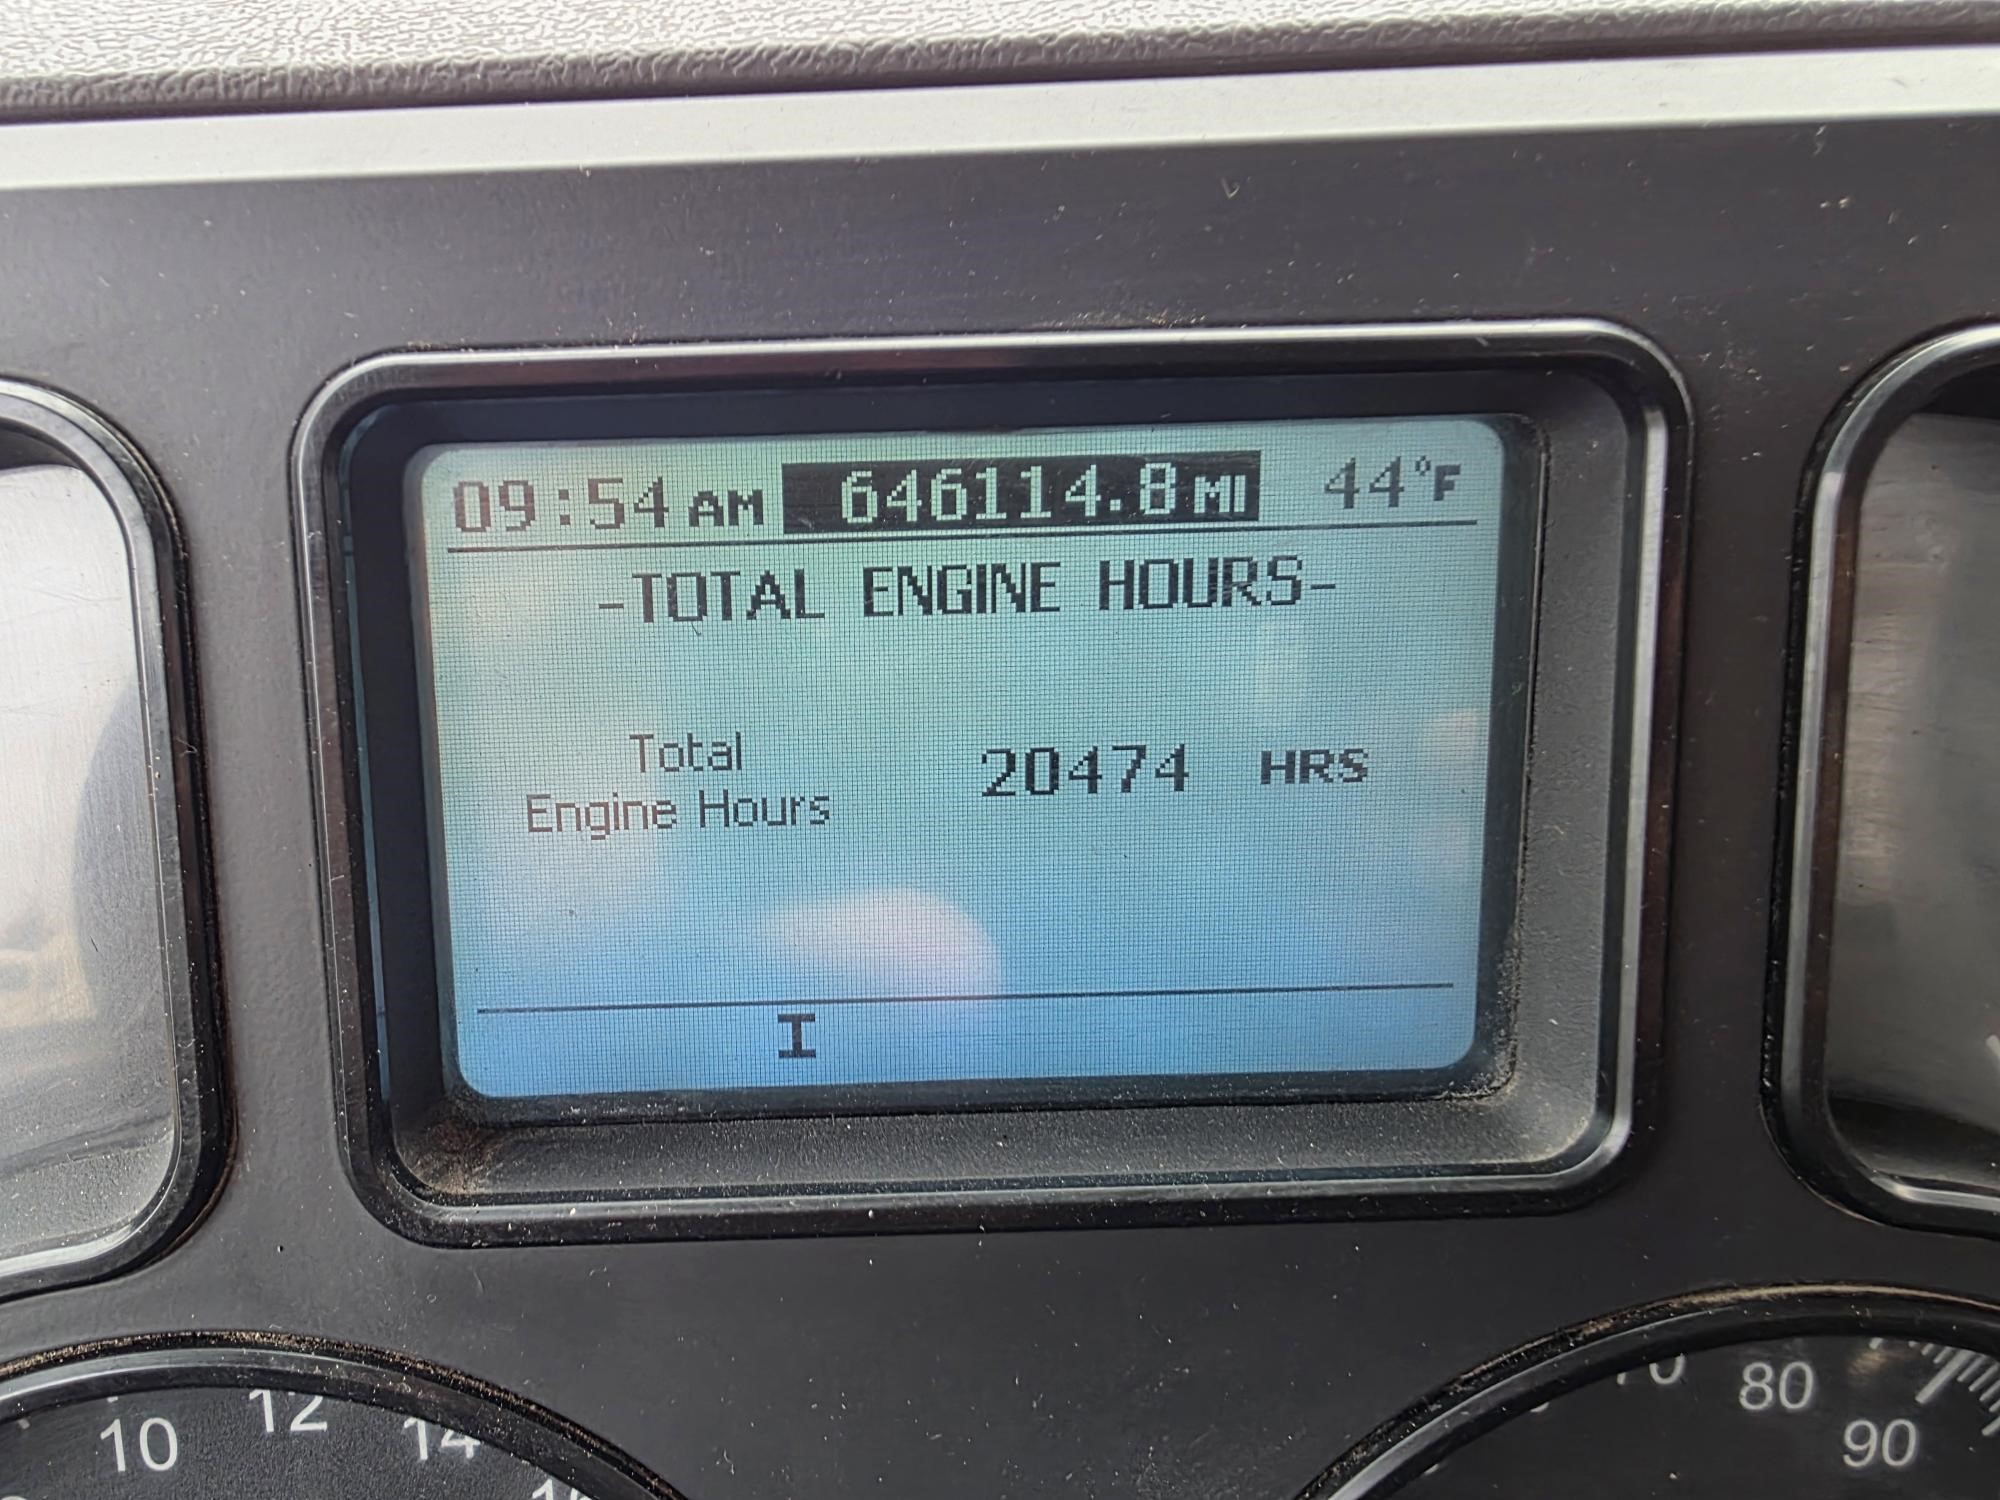 09:54 AM 646114.8 MI 44°F
-TOTAL ENGINE HOURS-
Total
Engine Hours
20474 HRS
I
10 12 14
80
90